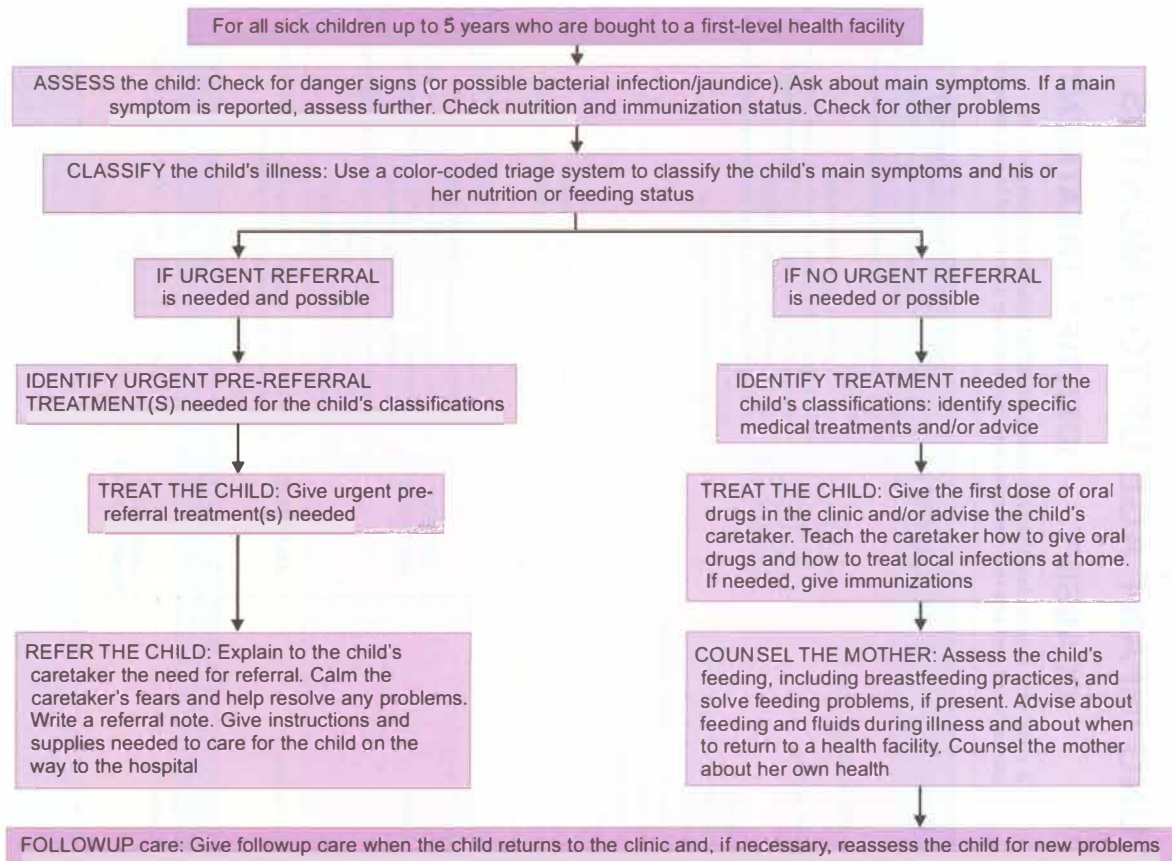 For all sick children up to 5 years who are bought to a first-level health facility
ASSESS the child: Check for danger signs (or possible bacterial infection/jaundice). Ask about main symptoms. If a main
symptom is reported, assess further. Check nutrition and immunization status. Check for other problems
CLASSIFY the child's illness: Use a color-coded triage system to classify the child's main symptoms and his or
her nutrition or feeding status
IF URGENT REFERRAL
is needed and possible
IDENTIFY URGENT PRE-REFERRAL
TREATMENT(S) needed for the child's classifications
TREAT THE CHILD: Give urgent pre-
referral treatment(s) needed
REFER THE CHILD: Explain to the child's
caretaker the need for referral. Calm the
caretaker's fears and help resolve any problems.
Write a referral note. Give instructions and
supplies needed to care for the child on the
way to the hospital
IF NO URGENT REFERRAL
is needed or possible
IDENTIFY TREATMENT needed for the
child's classifications: identify specific
medical treatments and/or advice
TREAT THE CHILD: Give the first dose of oral
drugs in the clinic and/or advise the child's
caretaker. Teach the caretaker how to give oral
drugs and how to treat local infections at home.
If needed, give immunizations
COUNSEL THE MOTHER: Assess the child's
feeding, including breastfeeding practices, and
solve feeding problems, if present. Advise about
feeding and fluids during illness and about when
to return to a health facility. Counsel the mother
about her own health
FOLLOWUP care: Give followup care when the child returns to the clinic and, if necessary, reassess the child for new problems